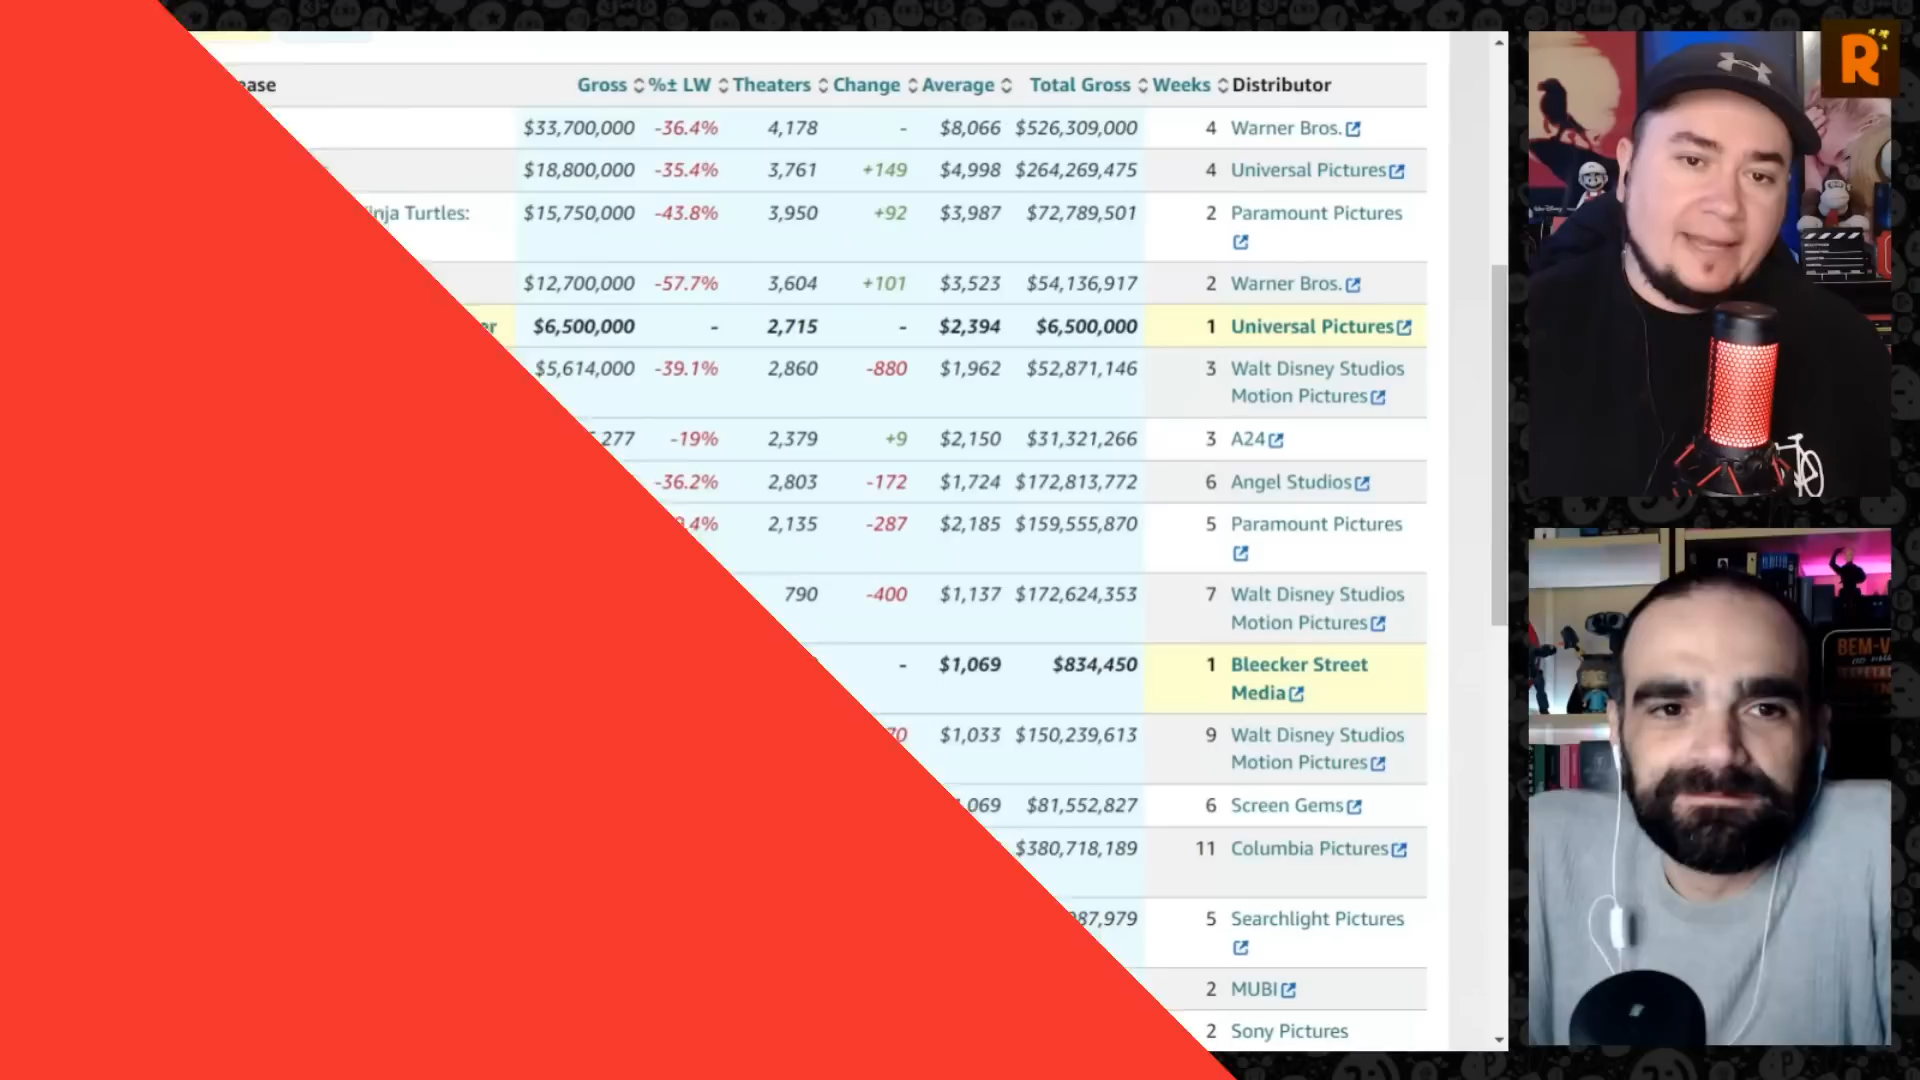 ease Gross %± LW Theaters Change Average Total Gross Weeks Distributor
$33,700,000 -36.4% 4,178 - $8,066 $526,309,000 4 Warner Bros.
$18,800,000 -35.4% 3,761 +149 $4,998 $264,269,475 4 Universal Pictures
inja Turtles: $15,750,000 -43.8% 3,950 +92 $3,987 $72,789,501 2 Paramount Pictures
$12,700,000 -57.7% 3,604 +101 $3,523 $54,136,917 2 Warner Bros.
er $6,500,000 - 2,715 - $2,394 $6,500,000 1 Universal Pictures
$5,614,000 -39.1% 2,860 -880 $1,962 $52,871,146 3 Walt Disney Studios
Motion Pictures
277 -19% 2,379 +9 $2,150 $31,321,266 3 A24
-36.2% 2,803 -172 $1,724 $172,813,772 6 Angel Studios
.4% 2,135 -287 $2,185 $159,555,870 5 Paramount Pictures
790 -400 $1,137 $172,624,353 7 Walt Disney Studios
Motion Pictures
- $1,069 $834,450 1 Bleecker Street
Media
70 $1,033 $150,239,613 9 Walt Disney Studios
Motion Pictures
069 $81,552,827 6 Screen Gems
$380,718,189 11 Columbia Pictures
87,979 5 Searchlight Pictures
2 MUBI
2 Sony Pictures
R
BEM-V